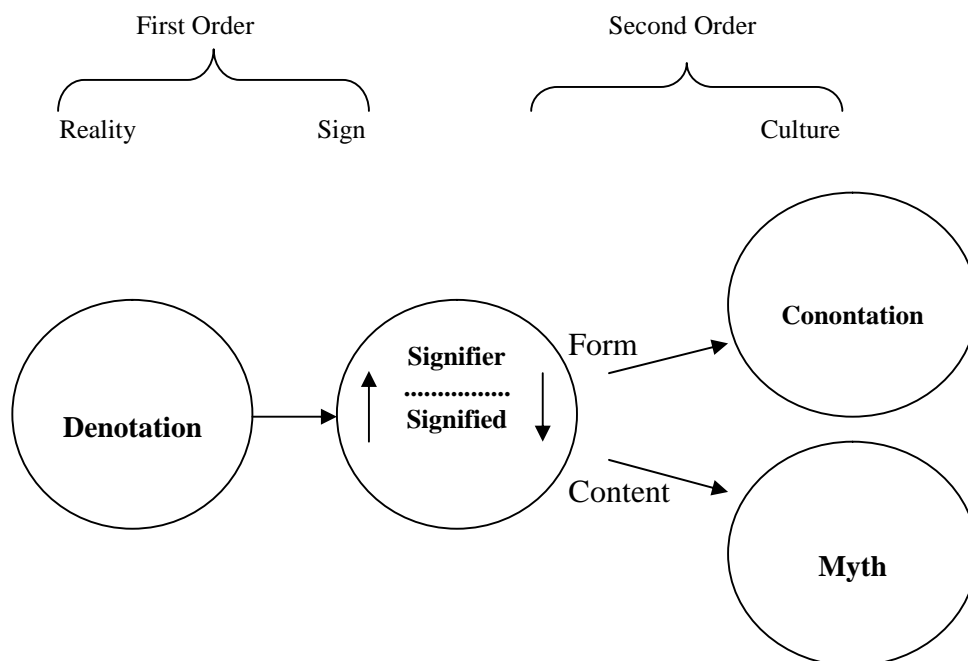 First Order
Second Order
Reality
Sign
Culture
Conontation
Form
Signifier
.................
Signified
Denotation
Content
Myth